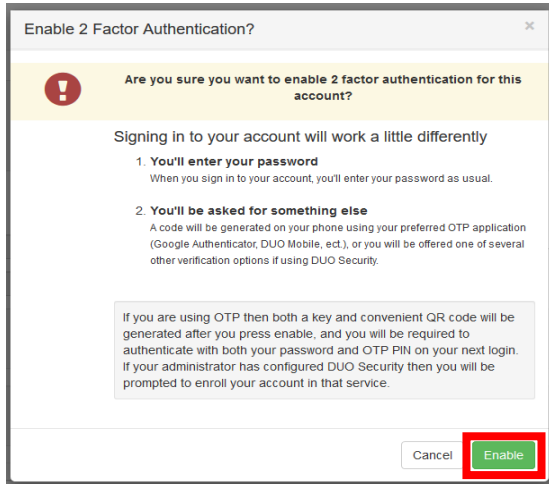 Enable 2 Factor Authentication? ×
Are you sure you want to enable 2 factor authentication for this
account?
Signing in to your account will work a little differently
1. You'll enter your password
When you sign in to your account, you'll enter your password as usual.
2. You'll be asked for something else
A code will be generated on your phone using your preferred OTP application
(Google Authenticator, DUO Mobile, ect.), or you will be offered one of several
other verification options if using DUO Security.
If you are using OTP then both a key and convenient QR code will be
generated after you press enable, and you will be required to
authenticate with both your password and OTP PIN on your next login.
If your administrator has configured DUO Security then you will be
prompted to enroll your account in that service.
Cancel Enable